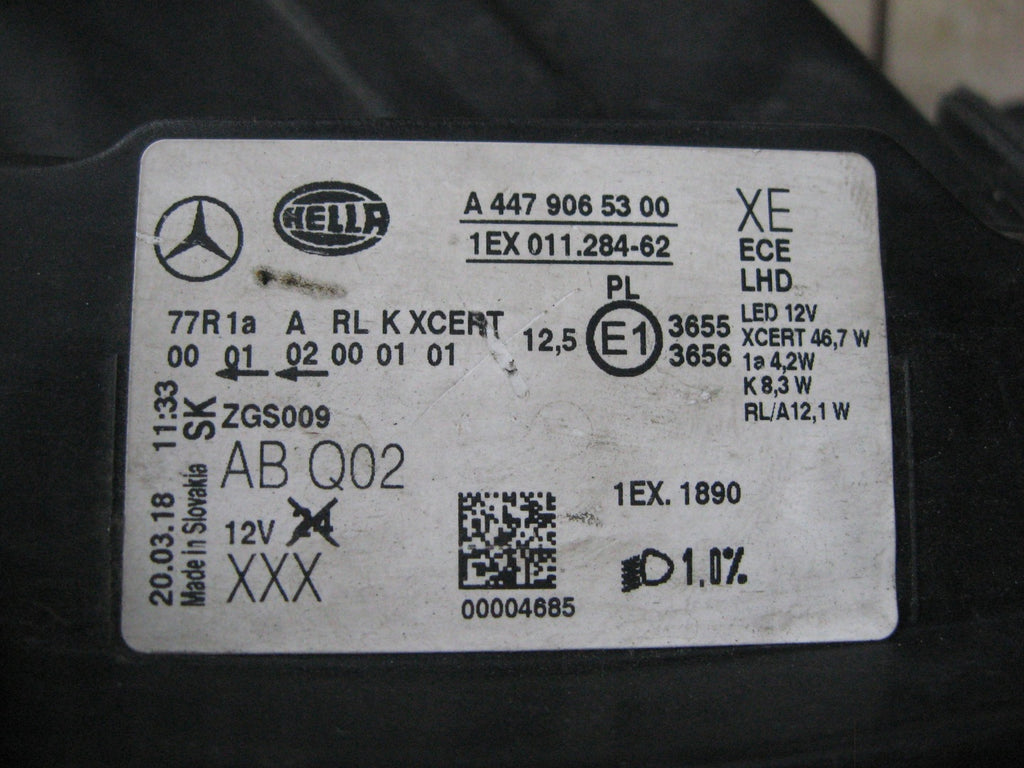 HELLA
A 447 906 53 00
1EX 011.284-62
XE
ECE
LHD
PL
77R 1a A RL K XCERT
00 01 02 00 01 01
12,5
E1
3655
3656
LED 12V
XCERT 46,7 W
1a 4,2W
K 8,3 W
RL/A12,1 W
ZGS009
AB Q02
12V 24
XXX
20.03.18 11:33
Made in Slovakia SK
00004685
1EX. 1890
1.0%